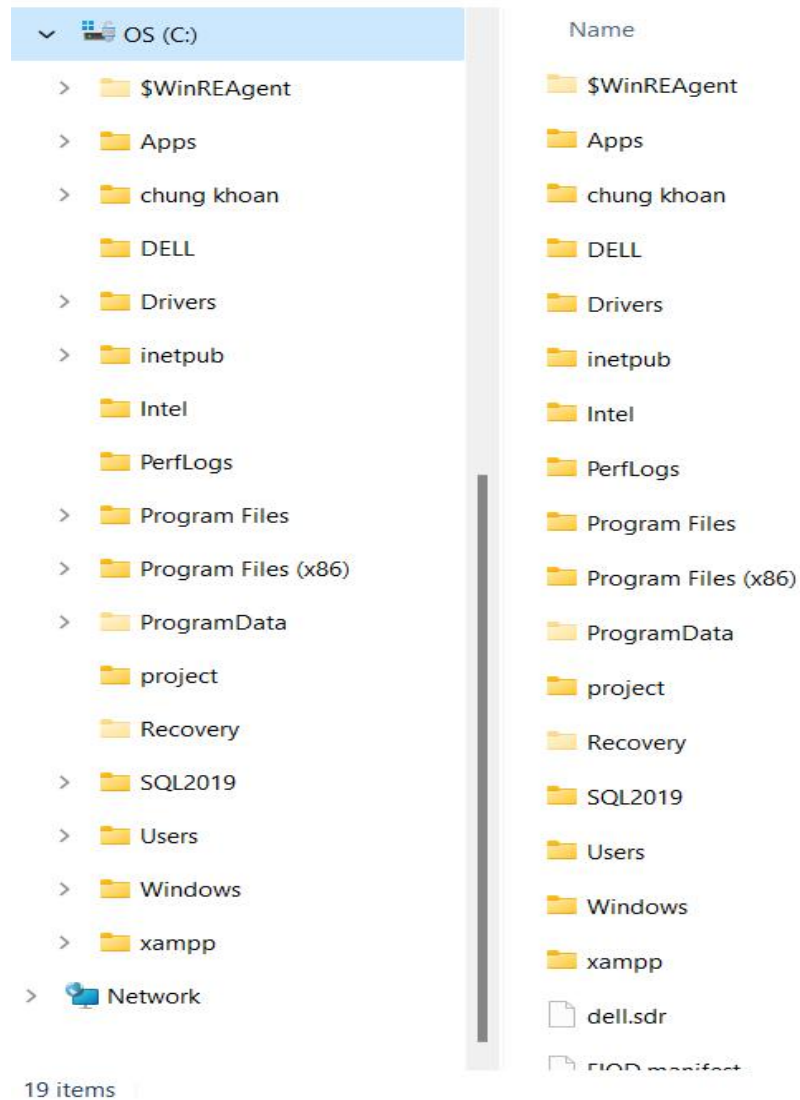 OS (C:)
$WinREAgent
Apps
chung khoan
DELL
Drivers
inetpub
Intel
PerfLogs
Program Files
Program Files (x86)
ProgramData
project
Recovery
SQL2019
Users
Windows
xampp
Network
19 items
Name
$WinREAgent
Apps
chung khoan
DELL
Drivers
inetpub
Intel
PerfLogs
Program Files
Program Files (x86)
ProgramData
project
Recovery
SQL2019
Users
Windows
xampp
dell.sdr